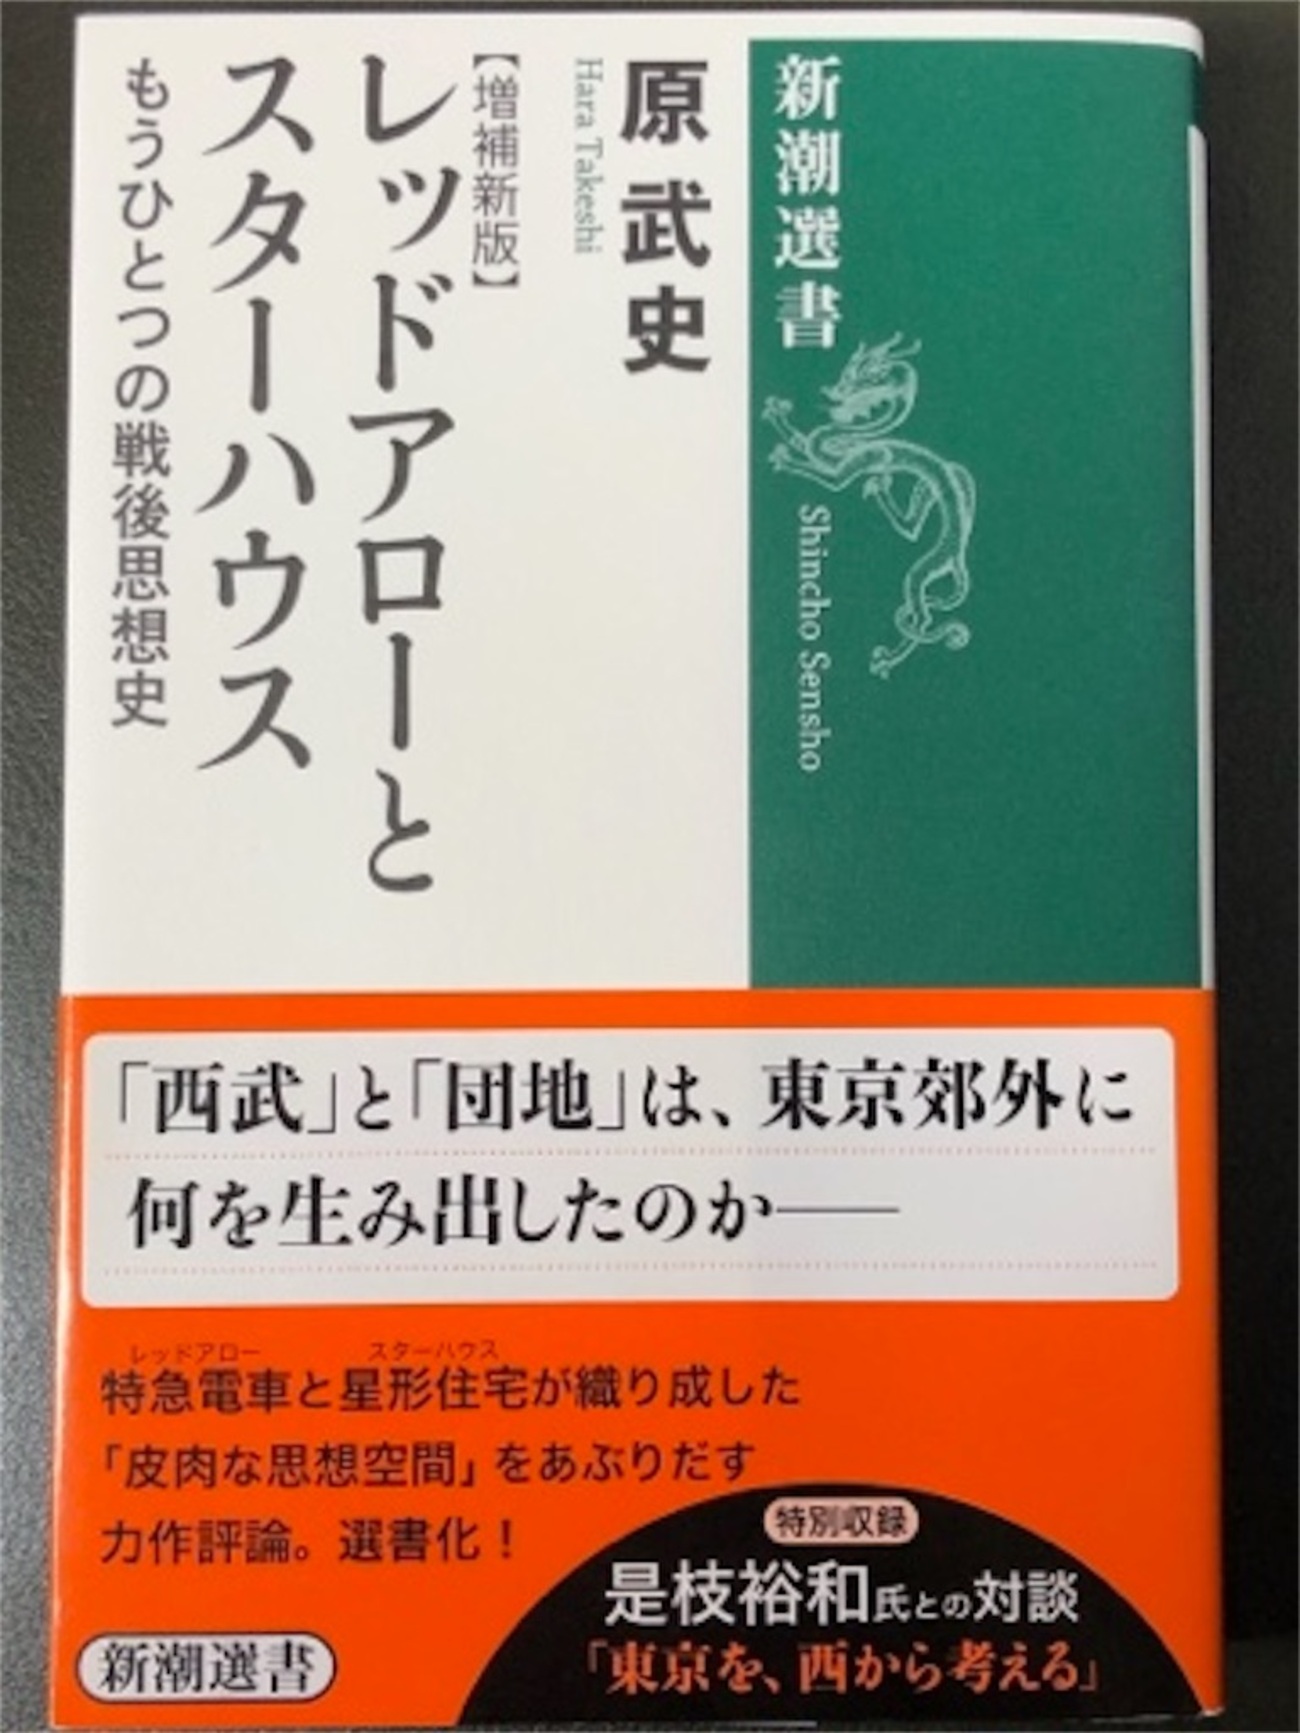 新潮選書
Shincho Sensho
原 武史
Hara Takeshi
【増補新版】
レッドアローと
スターハウス
もうひとつの戦後思想史
「西武」と「団地」は、東京郊外に
何を生み出したのか──
レッドアロー スターハウス
特急電車と星形住宅が織り成した
「皮肉な思想空間」をあぶりだす
力作評論。選書化！
特別収録
是枝裕和氏との対談
「東京を、西から考える」
新潮選書